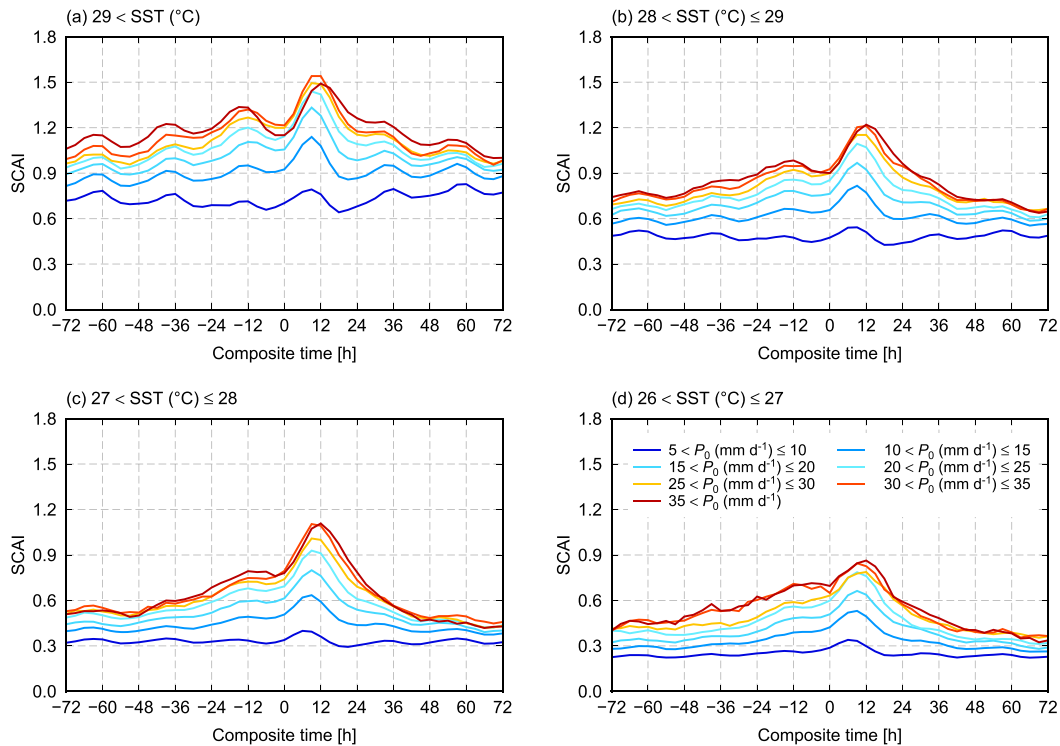 (a) 29 < SST (°C)
1.8
1.5
1.2
0.9
0.6
0.3
0.0
SCAI
−72 −60 −48 −36 −24 −12 0 12 24 36 48 60 72
Composite time [h]
(b) 28 < SST (°C) ≤ 29
1.8
1.5
1.2
0.9
0.6
0.3
0.0
SCAI
−72 −60 −48 −36 −24 −12 0 12 24 36 48 60 72
Composite time [h]
(c) 27 < SST (°C) ≤ 28
1.8
1.5
1.2
0.9
0.6
0.3
0.0
SCAI
−72 −60 −48 −36 −24 −12 0 12 24 36 48 60 72
Composite time [h]
(d) 26 < SST (°C) ≤ 27
1.8
1.5
1.2
0.9
0.6
0.3
0.0
SCAI
5 < P₀ (mm d⁻¹) ≤ 10 10 < P₀ (mm d⁻¹) ≤ 15
15 < P₀ (mm d⁻¹) ≤ 20 20 < P₀ (mm d⁻¹) ≤ 25
25 < P₀ (mm d⁻¹) ≤ 30 30 < P₀ (mm d⁻¹) ≤ 35
35 < P₀ (mm d⁻¹)
−72 −60 −48 −36 −24 −12 0 12 24 36 48 60 72
Composite time [h]